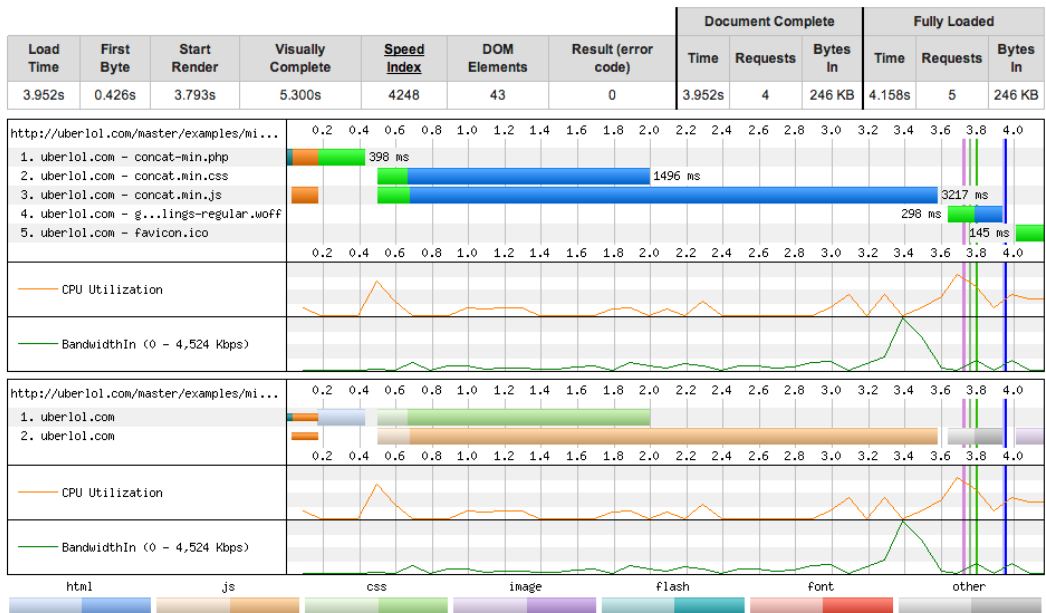 Document Complete Fully Loaded
Load Time First Byte Start Render Visually Complete Speed Index DOM Elements Result (error code) Time Requests Bytes In Time Requests Bytes In
3.952s 0.426s 3.793s 5.300s 4248 43 0 3.952s 4 246 KB 4.158s 5 246 KB
http://uberlol.com/master/examples/mi... 0.2 0.4 0.6 0.8 1.0 1.2 1.4 1.6 1.8 2.0 2.2 2.4 2.6 2.8 3.0 3.2 3.4 3.6 3.8 4.0
1. uberlol.com - concat-min.php 398 ms
2. uberlol.com - concat.min.css 1496 ms
3. uberlol.com - concat.min.js 3217 ms
4. uberlol.com - g...lings-regular.woff 298 ms
5. uberlol.com - favicon.ico 145 ms
0.2 0.4 0.6 0.8 1.0 1.2 1.4 1.6 1.8 2.0 2.2 2.4 2.6 2.8 3.0 3.2 3.4 3.6 3.8 4.0
CPU Utilization
BandwidthIn (0 - 4,524 Kbps)
http://uberlol.com/master/examples/mi... 0.2 0.4 0.6 0.8 1.0 1.2 1.4 1.6 1.8 2.0 2.2 2.4 2.6 2.8 3.0 3.2 3.4 3.6 3.8 4.0
1. uberlol.com
2. uberlol.com
0.2 0.4 0.6 0.8 1.0 1.2 1.4 1.6 1.8 2.0 2.2 2.4 2.6 2.8 3.0 3.2 3.4 3.6 3.8 4.0
CPU Utilization
BandwidthIn (0 - 4,524 Kbps)
html js css image flash font other